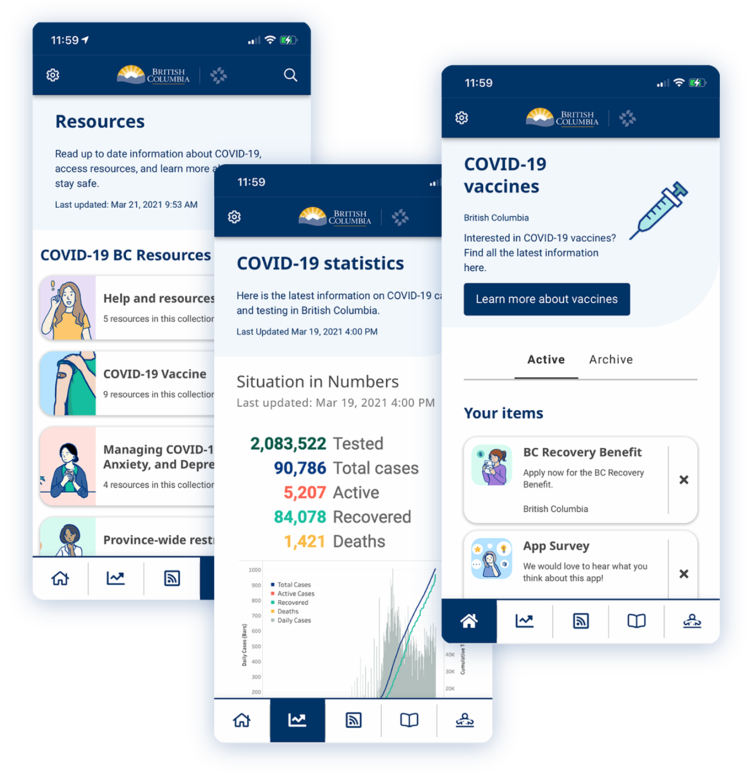 11:59
BRITISH
COLUMBIA
Resources
Read up to date information about COVID-19,
access resources, and learn more
stay safe.
Last updated: Mar 21, 2021 9:53 AM
COVID-19 BC Resources
Help and resources
5 resources in this collection
COVID-19 Vaccine
9 resources in this collection
Managing COVID-1
Anxiety, and Depre
4 resources in this collection
Province-wide restr
11:59
BRITISH
COLUMBIA
COVID-19 statistics
Here is the latest information on COVID-19 ca
and testing in British Columbia.
Last Updated Mar 19, 2021 4:00 PM
Situation in Numbers
Last updated: Mar 19, 2021 4:00 PM
2,083,522 Tested
90,786 Total cases
5,207 Active
84,078 Recovered
1,421 Deaths
Total Cases
Active Cases
Recovered
Deaths
Daily Cases
Daily Cases (Bars)
1000
900
800
700
600
500
400
300
200
40K
20K
11:59
BRITISH
COLUMBIA
COVID-19
vaccines
British Columbia
Interested in COVID-19 vaccines?
Find all the latest information
here.
Learn more about vaccines
Active Archive
Your items
BC Recovery Benefit
Apply now for the BC Recovery
Benefit.
British Columbia
App Survey
We would love to hear what you
think about this app!